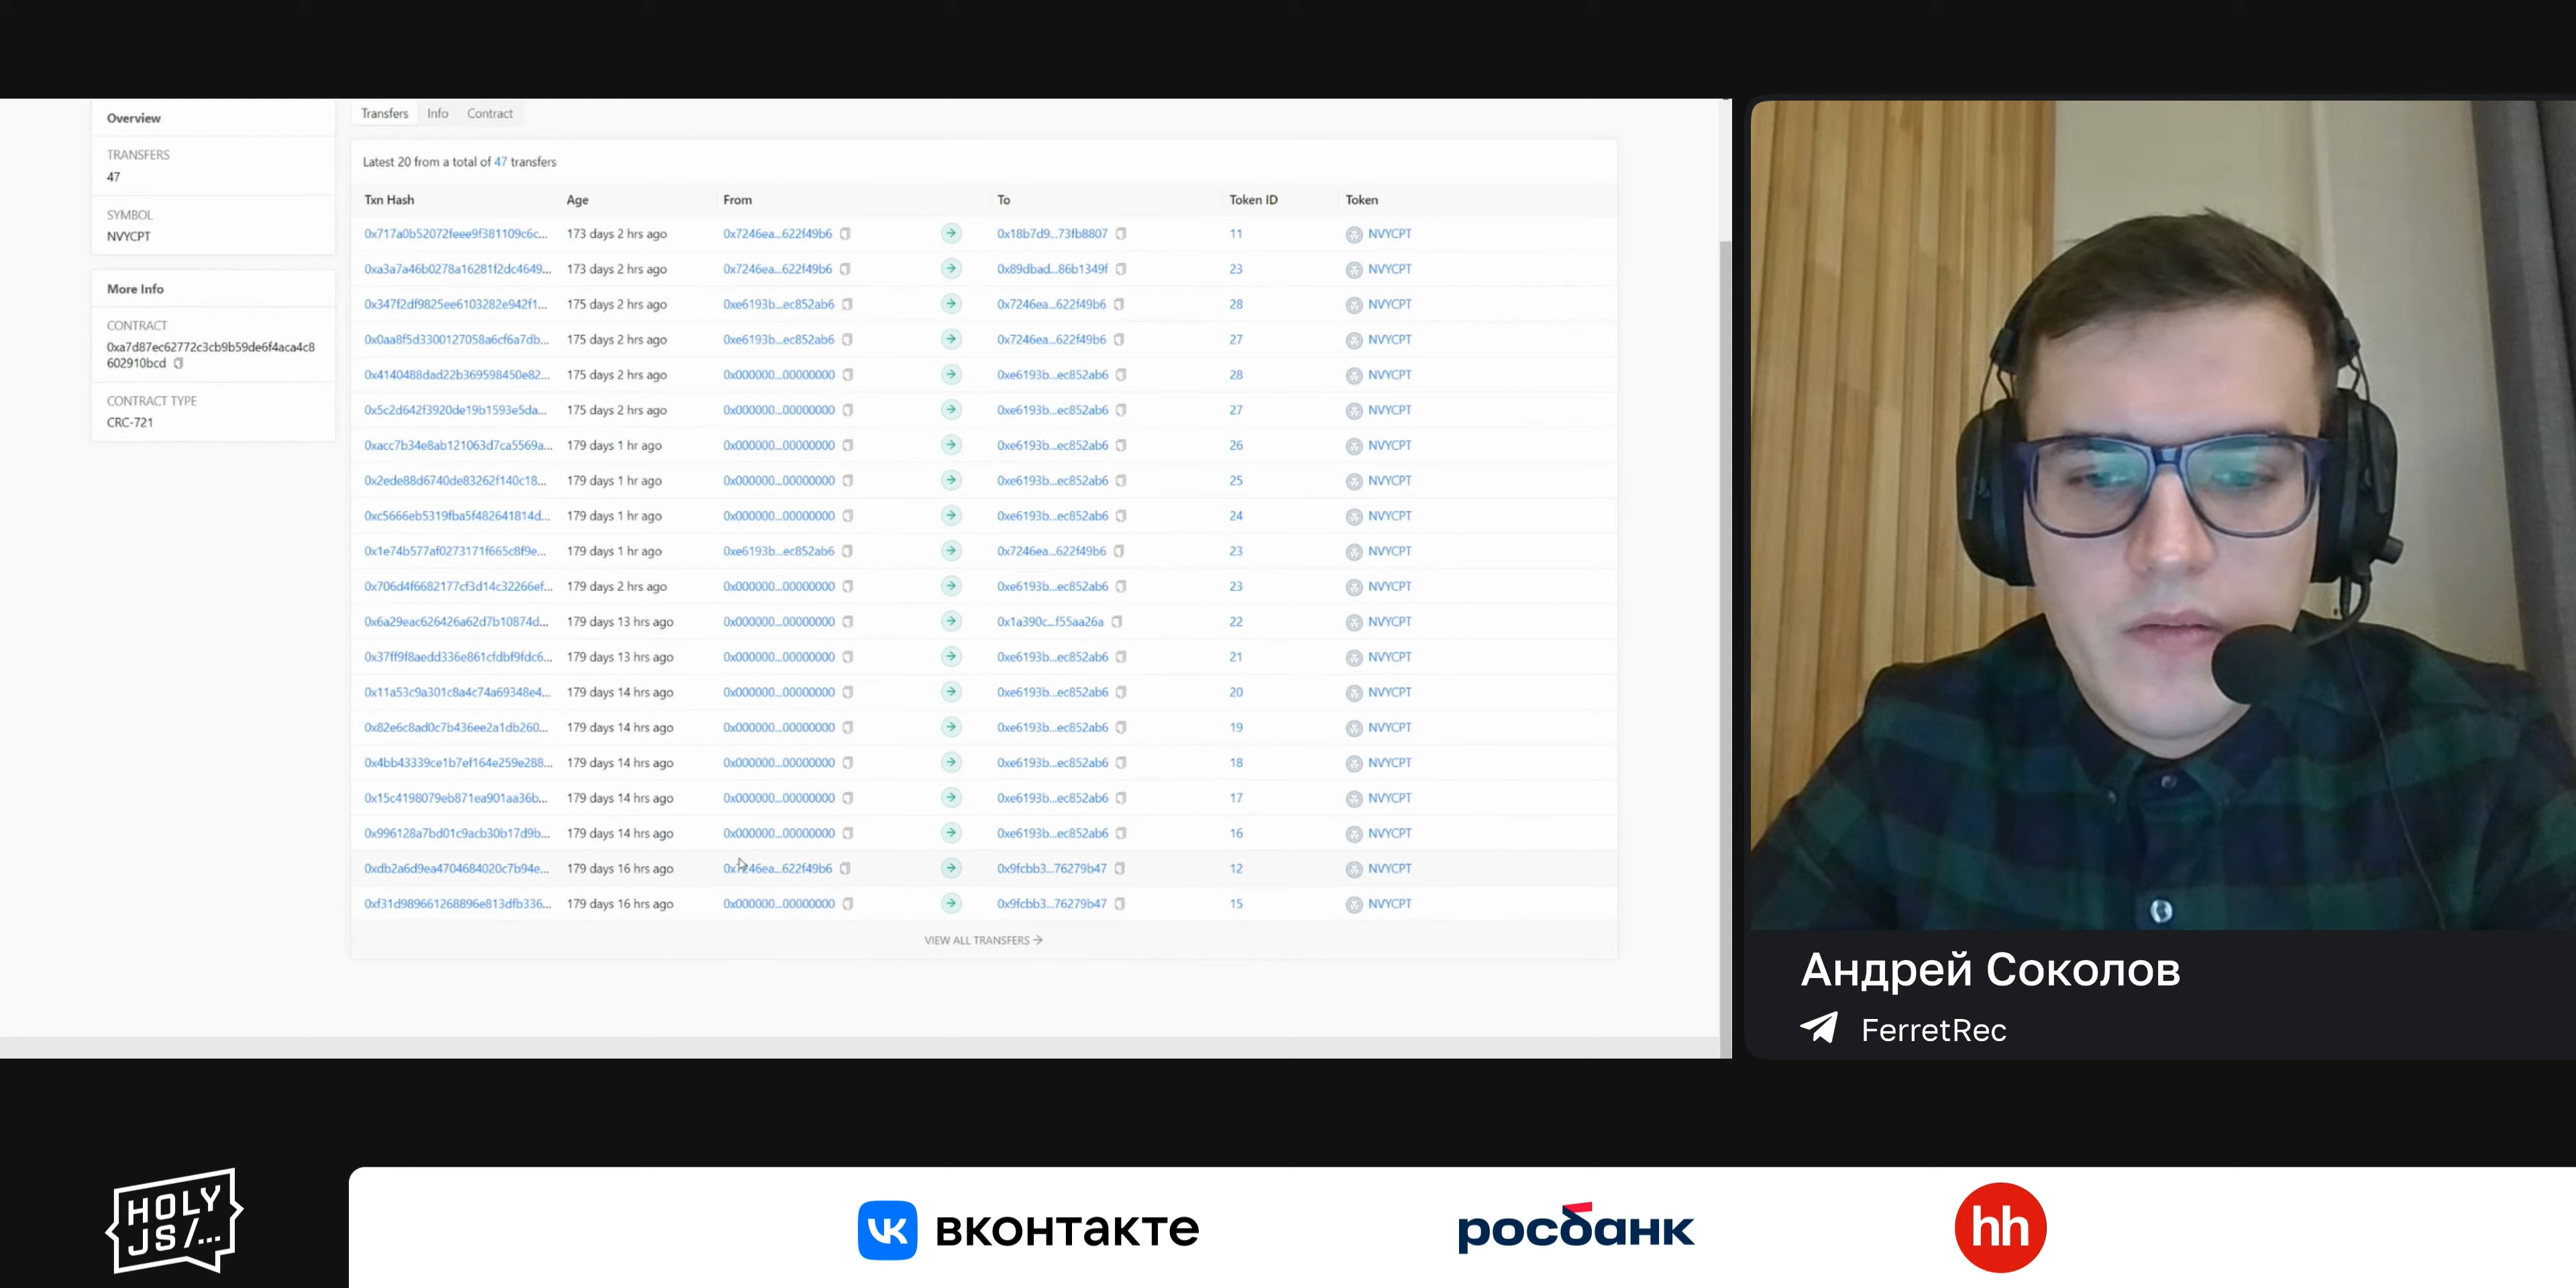 Overview
TRANSFERS
47
SYMBOL
NVYCPT
More Info
CONTRACT
0xa7d87ec62772c3cb9b59de6f4aca4c8
602910bcd
CONTRACT TYPE
CRC-721
Transfers Info Contract
Latest 20 from a total of 47 transfers
Txn Hash Age From To Token ID Token
0x717a0b52072feee9f381109c6c... 173 days 2 hrs ago 0x7246ea...622f49b6 0x18b7d9...73fb8807 11 NVYCPT
0xa3a7a46b0278a16281f2dc4649... 173 days 2 hrs ago 0x7246ea...622f49b6 0x89dbad...86b1349f 23 NVYCPT
0x347f2df9825ee6103282e942f1... 175 days 2 hrs ago 0xe6193b...ec852ab6 0x7246ea...622f49b6 28 NVYCPT
0x0aa8f5d3300127058a6cf6a7db... 175 days 2 hrs ago 0xe6193b...ec852ab6 0x7246ea...622f49b6 27 NVYCPT
0x4140488dad22b369598450e82... 175 days 2 hrs ago 0x000000...00000000 0xe6193b...ec852ab6 28 NVYCPT
0x5c2d642f3920de19b1593e5da... 175 days 2 hrs ago 0x000000...00000000 0xe6193b...ec852ab6 27 NVYCPT
0xacc7b34e8ab121063d7ca5569a... 179 days 1 hr ago 0x000000...00000000 0xe6193b...ec852ab6 26 NVYCPT
0x2ede88d6740de83262f140c18... 179 days 1 hr ago 0x000000...00000000 0xe6193b...ec852ab6 25 NVYCPT
0xc5666eb5319fba5f482641814d... 179 days 1 hr ago 0x000000...00000000 0xe6193b...ec852ab6 24 NVYCPT
0x1e74b577af0273171f665c8f9e... 179 days 1 hr ago 0xe6193b...ec852ab6 0x7246ea...622f49b6 23 NVYCPT
0x706d4f6682177cf3d14c32266ef... 179 days 2 hrs ago 0x000000...00000000 0xe6193b...ec852ab6 23 NVYCPT
0x6a29eac626426a62d7b10874d... 179 days 13 hrs ago 0x000000...00000000 0x1a390c...f55aa26a 22 NVYCPT
0x37ff9f8aedd336e861cfdbf9fdc6... 179 days 13 hrs ago 0x000000...00000000 0xe6193b...ec852ab6 21 NVYCPT
0x11a53c9a301c8a4c74a69348e4... 179 days 14 hrs ago 0x000000...00000000 0xe6193b...ec852ab6 20 NVYCPT
0x82e6c8ad0c7b436ee2a1db260... 179 days 14 hrs ago 0x000000...00000000 0xe6193b...ec852ab6 19 NVYCPT
0x4bb43339ce1b7ef164e259e288... 179 days 14 hrs ago 0x000000...00000000 0xe6193b...ec852ab6 18 NVYCPT
0x15c4198079eb871ea901aa36b... 179 days 14 hrs ago 0x000000...00000000 0xe6193b...ec852ab6 17 NVYCPT
0x996128a7bd01c9acb30b17d9b... 179 days 14 hrs ago 0x000000...00000000 0xe6193b...ec852ab6 16 NVYCPT
0xdb2a6d9ea4704684020c7b94e... 179 days 16 hrs ago 0x7246ea...622f49b6 0x9fcbb3...76279b47 12 NVYCPT
0xf31d989661268896e813dfb336... 179 days 16 hrs ago 0x000000...00000000 0x9fcbb3...76279b47 15 NVYCPT
VIEW ALL TRANSFERS
Андрей Соколов
FerretRec
HOLY
JS/...
вконтакте
росбанк
hh